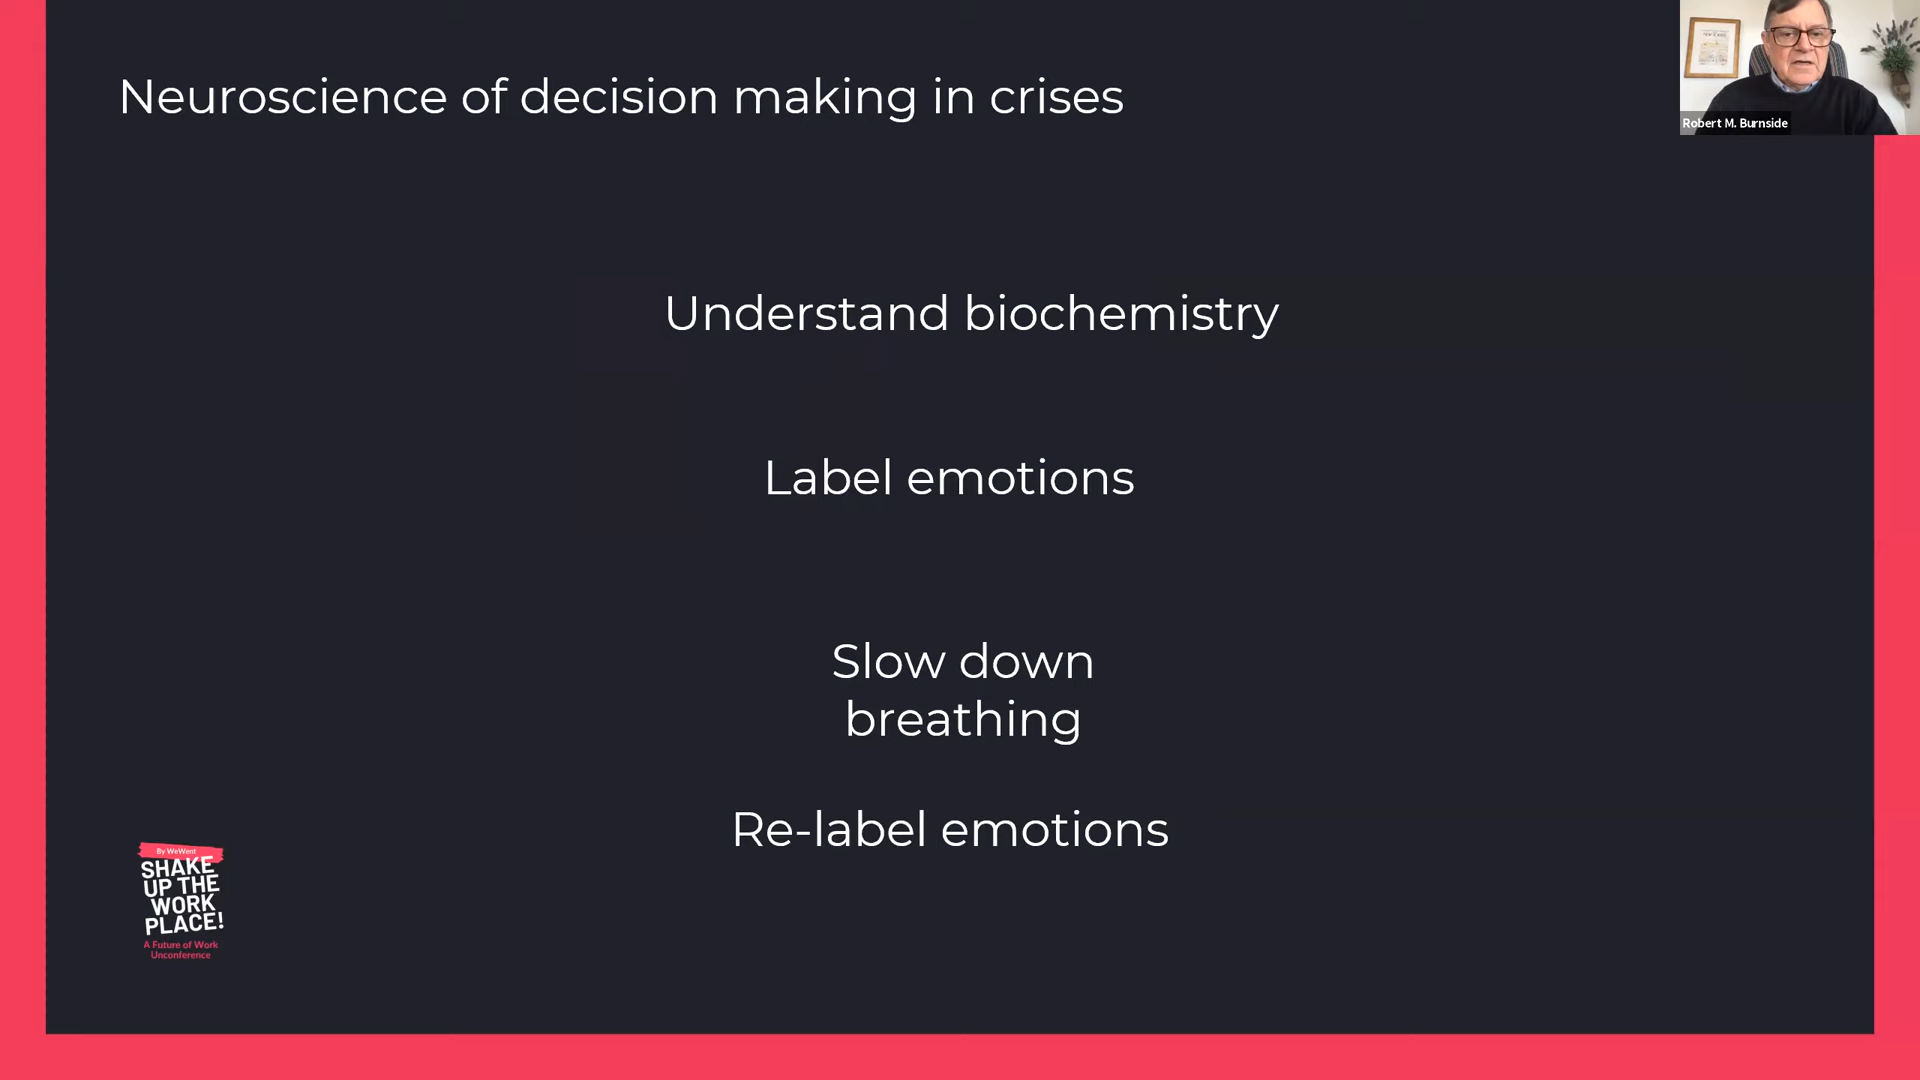 Neuroscience of decision making in crises
Robert M. Burnside
Understand biochemistry
Label emotions
Slow down
breathing
Re-label emotions
By WeWent
SHAKE
UP THE
WORK
PLACE!
A Future of Work
Unconference